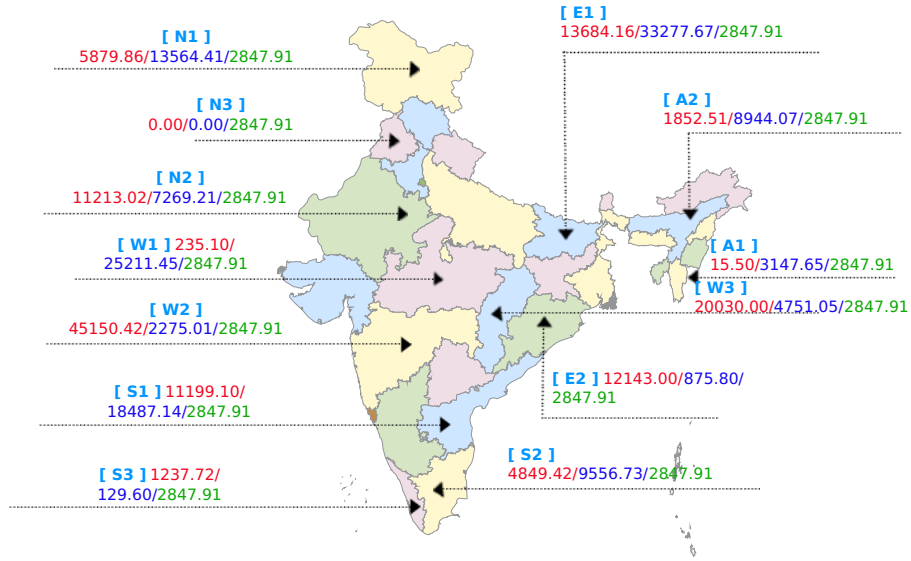 [ E1 ]
13684.16/33277.67/2847.91
[ N1 ]
5879.86/13564.41/2847.91
[ N3 ]
0.00/0.00/2847.91
[ A2 ]
1852.51/8944.07/2847.91
[ N2 ]
11213.02/7269.21/2847.91
[ W1 ] 235.10/
25211.45/2847.91
[ A1 ]
15.50/3147.65/2847.91
[ W3 ]
20030.00/4751.05/2847.91
[ W2 ]
45150.42/2275.01/2847.91
[ E2 ] 12143.00/875.80/
2847.91
[ S1 ] 11199.10/
18487.14/2847.91
[ S2 ]
4849.42/9556.73/2847.91
[ S3 ] 1237.72/
129.60/2847.91